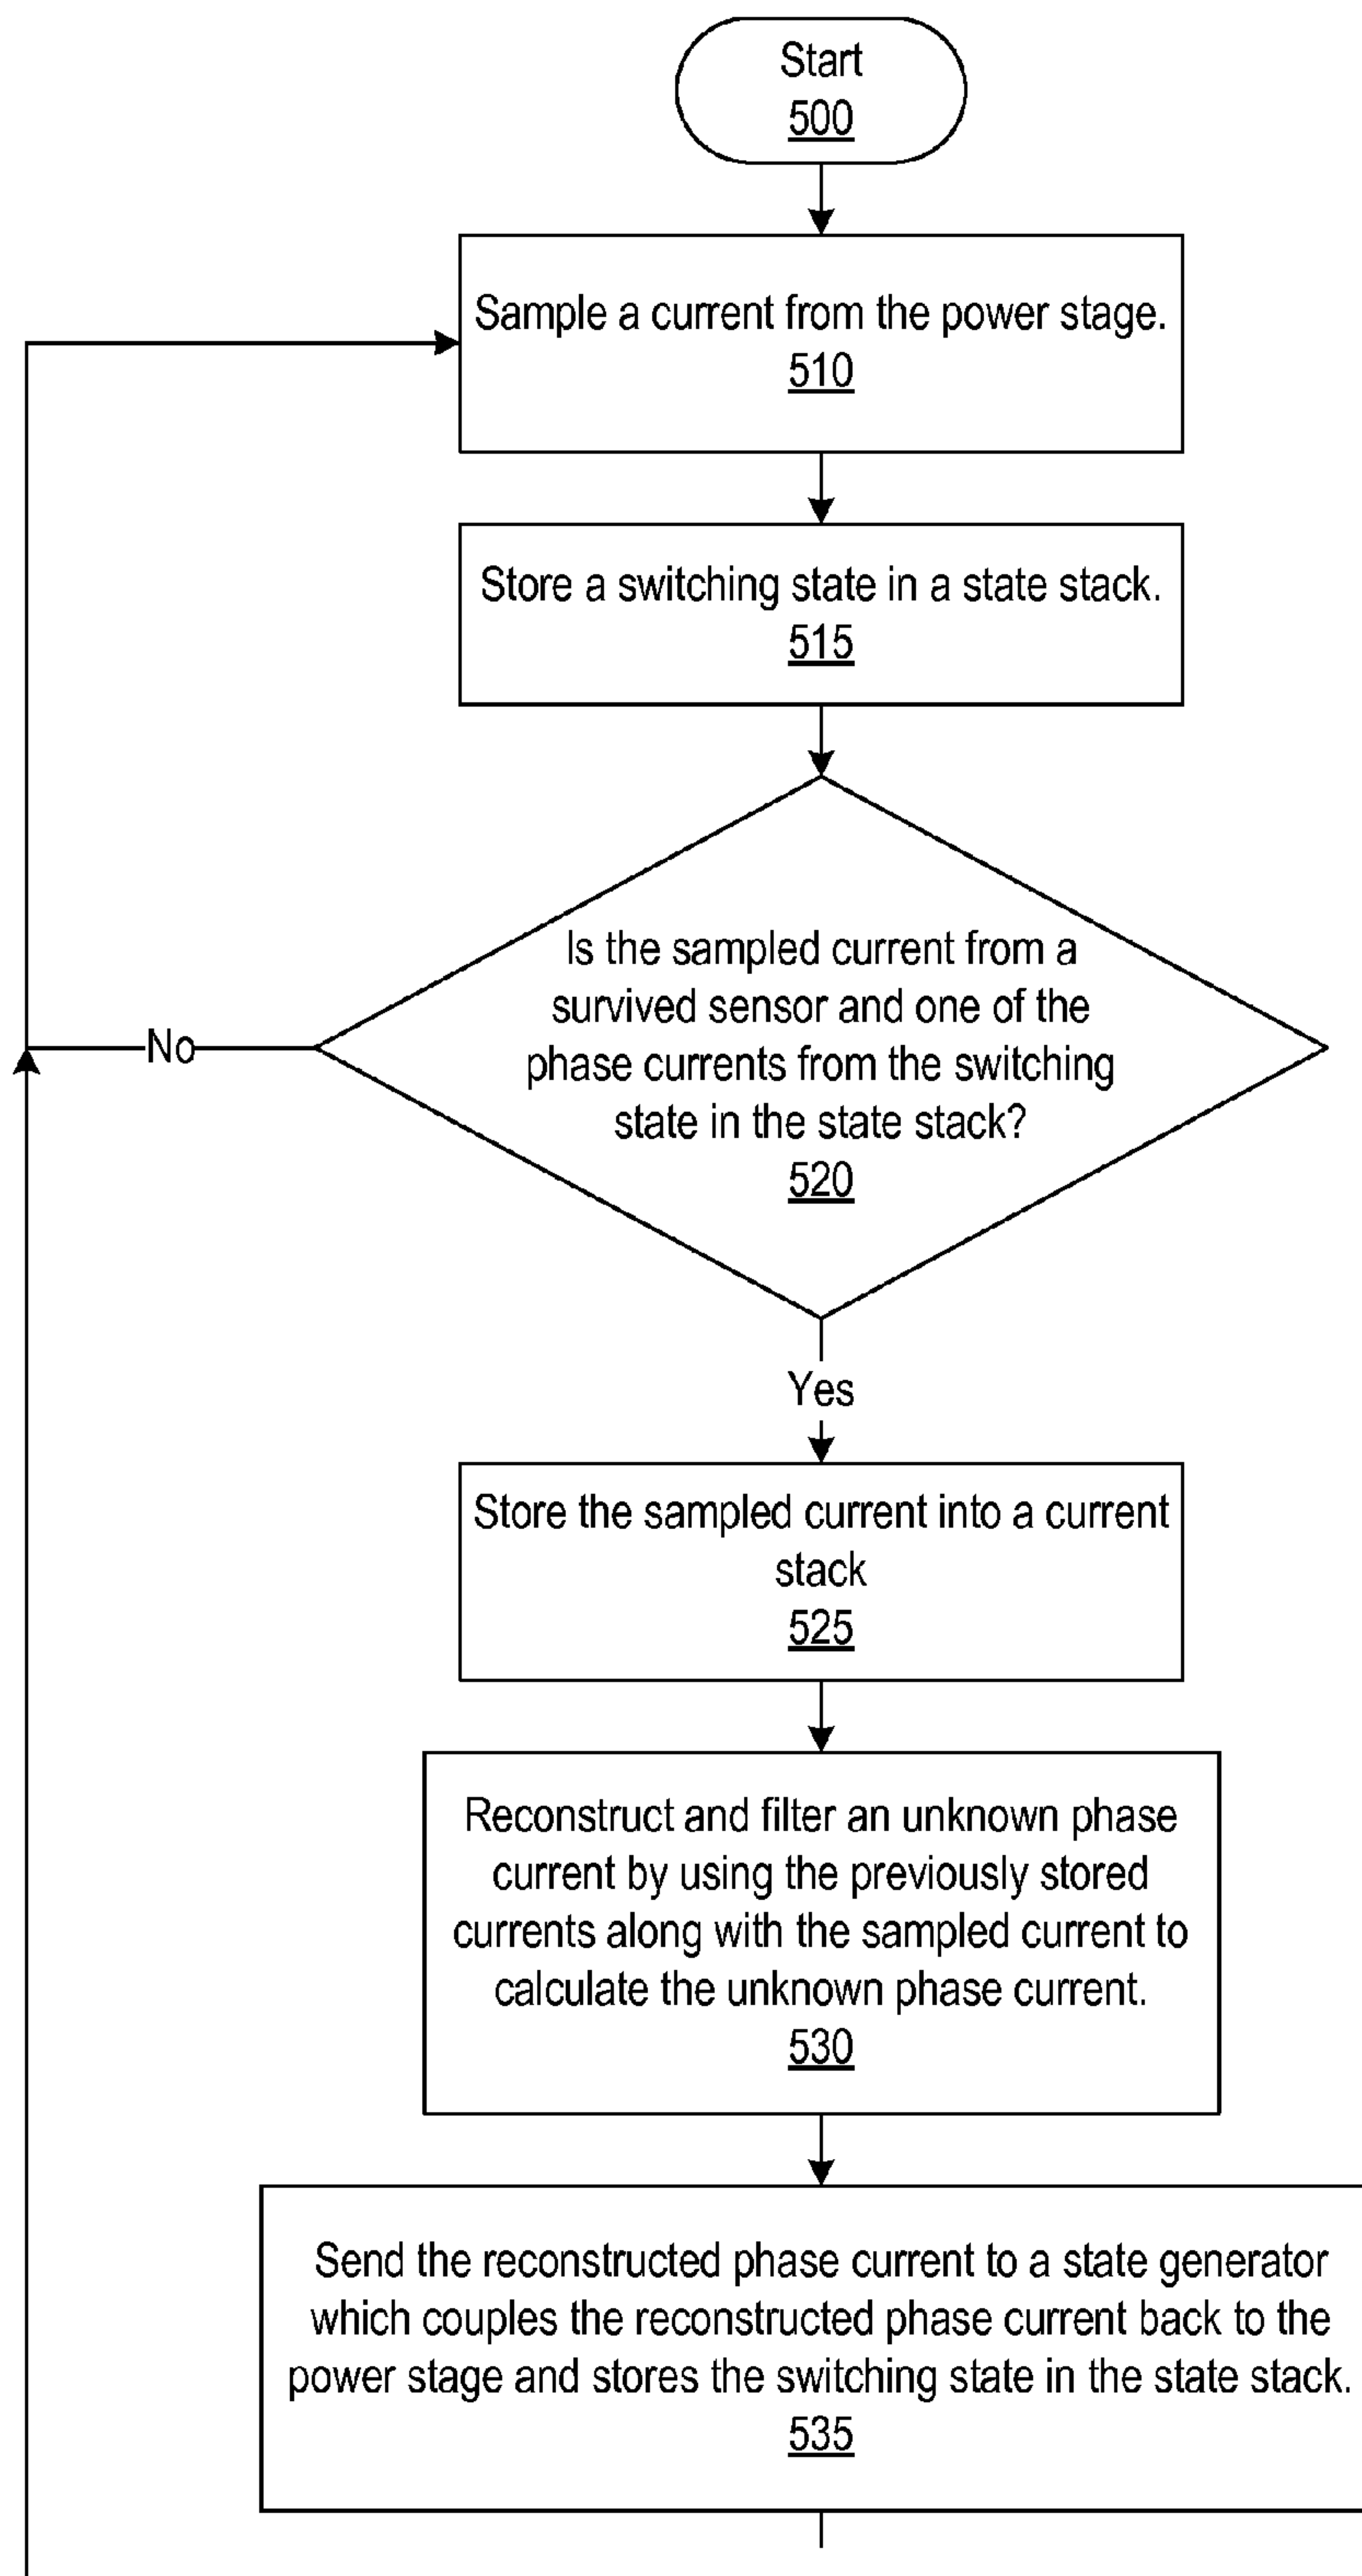 Start
500
Sample a current from the power stage.
510
Store a switching state in a state stack.
515
Is the sampled current from a
survived sensor and one of the
phase currents from the switching
state in the state stack?
520
No
Yes
Store the sampled current into a current
stack
525
Reconstruct and filter an unknown phase
current by using the previously stored
currents along with the sampled current to
calculate the unknown phase current.
530
Send the reconstructed phase current to a state generator
which couples the reconstructed phase current back to the
power stage and stores the switching state in the state stack.
535